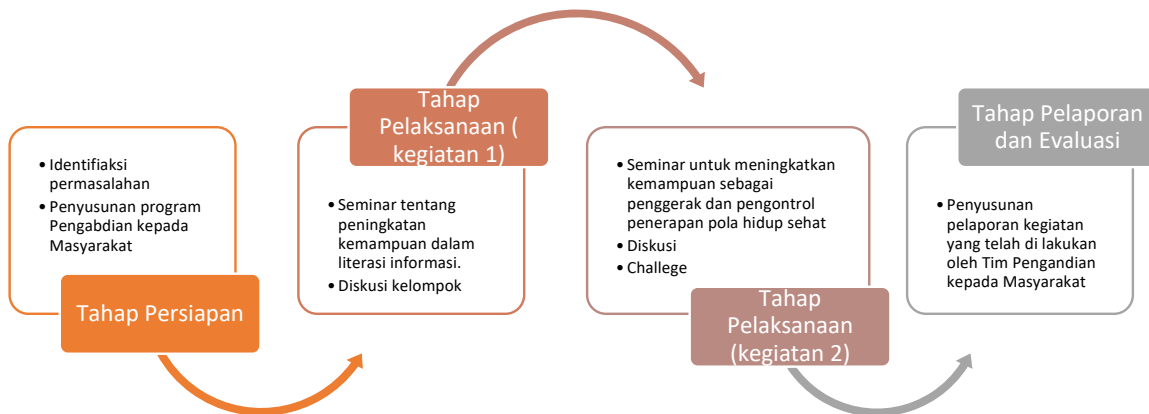 • Identifiaksi
permasalahan
• Penyusunan program
Pengabdian kepada
Masyarakat
Tahap Persiapan
Tahap
Pelaksanaan (
kegiatan 1)
• Seminar tentang
peningkatan
kemampuan dalam
literasi informasi.
• Diskusi kelompok
• Seminar untuk meningkatkan
kemampuan sebagai
penggerak dan pengontrol
penerapan pola hidup sehat
• Diskusi
• Challege
Tahap
Pelaksanaan
(kegiatan 2)
Tahap Pelaporan
dan Evaluasi
• Penyusunan
pelaporan kegiatan
yang telah di lakukan
oleh Tim Pengandian
kepada Masyarakat